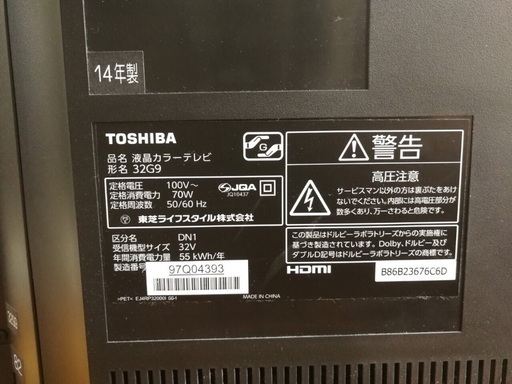 14年製
TOSHIBA
品名 液晶カラーテレビ
形名 32G9
定格電圧 100V～
定格消費電力 70W
定格周波数 50/60 Hz
JQA
JQ10437
東芝ライフスタイル株式会社
区分名 DN1
受信機型サイズ 32V
年間消費電力量 55 kWh/年
製造番号
97Q04393
MADE IN CHINA
警告
高圧注意
サービスマン以外の方は裏ぶたをあけ
ないでください。内部には高圧部分が数
多くあり、万一さわると危険です。
この製品はドルビーラボラトリーズからの実施権に
基づき製造されています。Dolby、ドルビー及び
ダブルD記号はドルビーラボラトリーズの商標です。
HDMI
B86B23676C6D